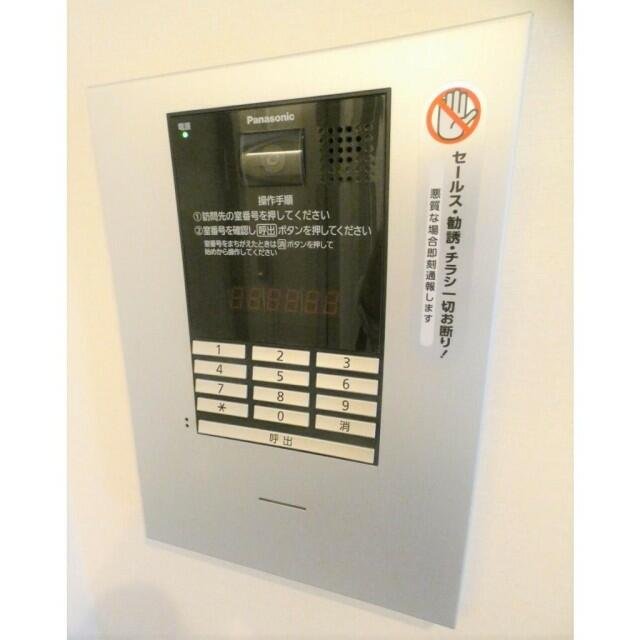 電源
Panasonic
操作手順
①訪問先の室番号を押してください
②室番号を確認し呼出ボタンを押してください
室番号をまちがえたときは消ボタンを押して
始めから操作してください
1 2 3
4 5 6
7 8 9
* 0 消
呼出
セールス・勧誘・チラシ一切お断り!
悪質な場合即刻通報します